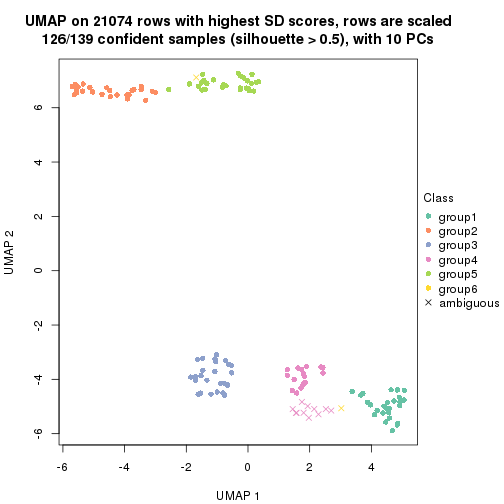 UMAP on 21074 rows with highest SD scores, rows are scaled
126/139 confident samples (silhouette > 0.5), with 10 PCs
6
4
2
0
-2
-4
-6
UMAP 2
-6
-4
-2
0
2
4
UMAP 1
Class
group1
group2
group3
group4
group5
group6
ambiguous